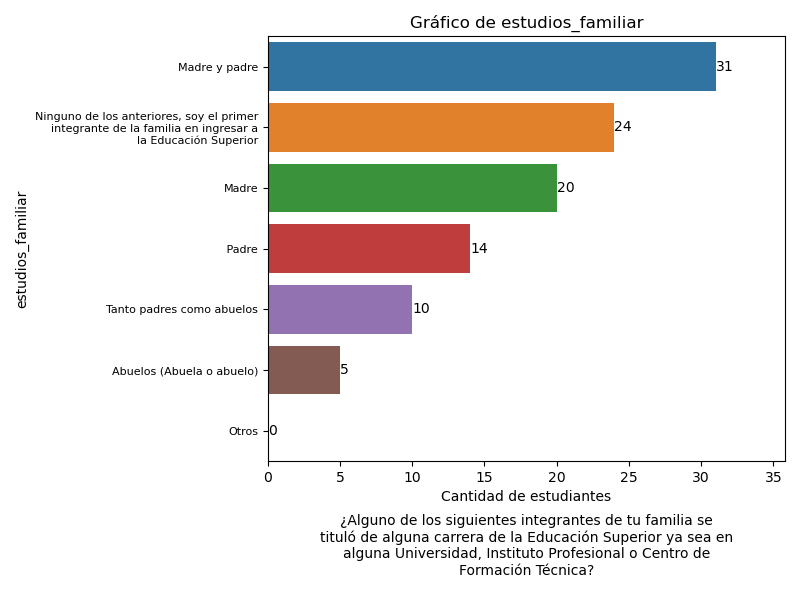 Gráfico de estudios_familiar
estudios_familiar
Madre y padre
31
Ninguno de los anteriores, soy el primer
integrante de la familia en ingresar a
la Educación Superior
24
Madre
20
Padre
14
Tanto padres como abuelos
10
Abuelos (Abuela o abuelo)
5
Otros
0
0 5 10 15 20 25 30 35
Cantidad de estudiantes
¿Alguno de los siguientes integrantes de tu familia se
tituló de alguna carrera de la Educación Superior ya sea en
alguna Universidad, Instituto Profesional o Centro de
Formación Técnica?